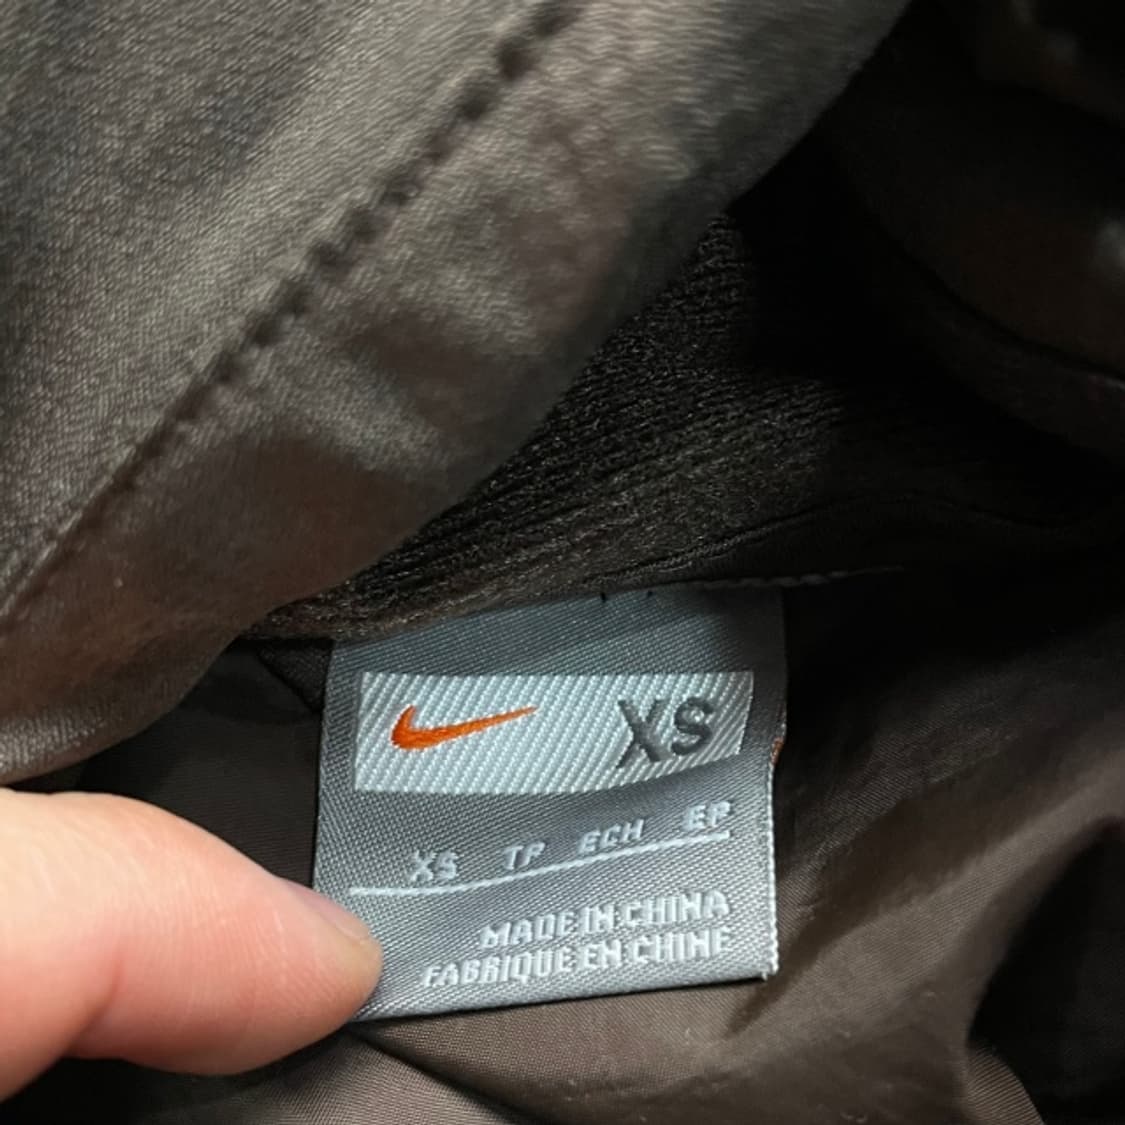 XS
XS TP ECH EP
MADE IN CHINA
FABRIQUE EN CHINE